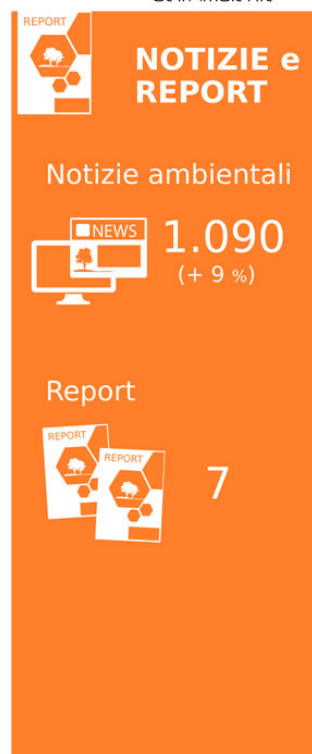 REPORT
NOTIZIE e
REPORT
Notizie ambientali
NEWS
1.090
(+ 9 %)
Report
REPORT
REPORT
7